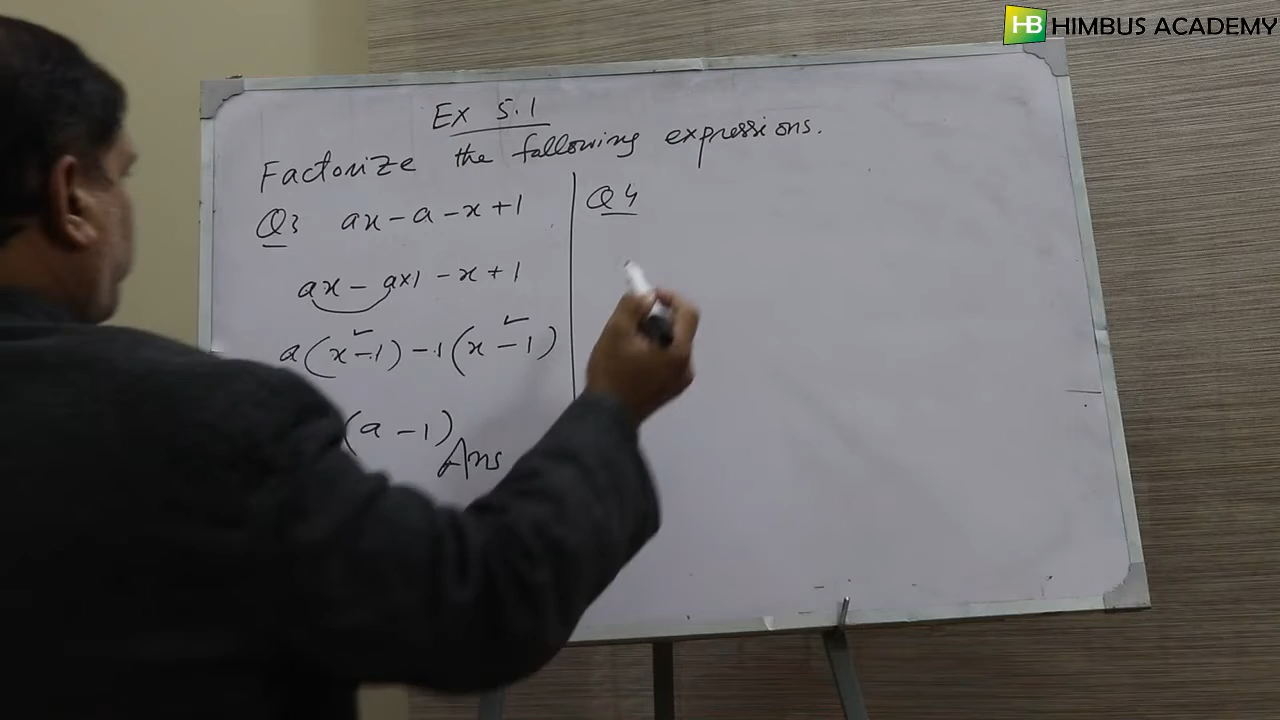 HB HIMBUS ACADEMY
Ex 5.1
Factorize the following expressions.
Q3 ax - a - x + 1
ax - a×1 - x + 1
a(x-1) -1(x-1)
(a - 1)
Ans
Q4